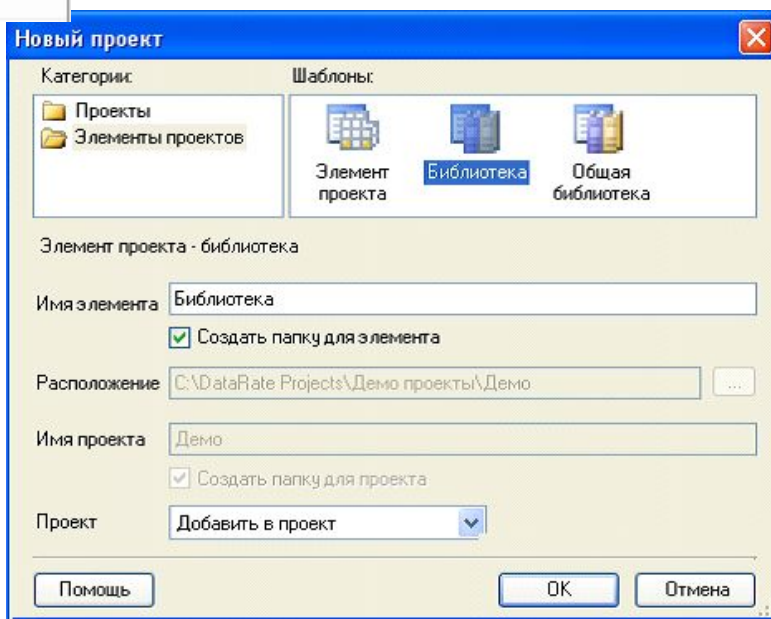 Новый проект
Категории:
Шаблоны:
Проекты
Элементы проектов
Элемент
проекта
Библиотека
Общая
библиотека
Элемент проекта - библиотека
Имя элемента Библиотека
Создать папку для элемента
Расположение C:\DataRate Projects\Демо проекты\Демо ...
Имя проекта Демо
Создать папку для проекта
Проект Добавить в проект
Помощь OK Отмена